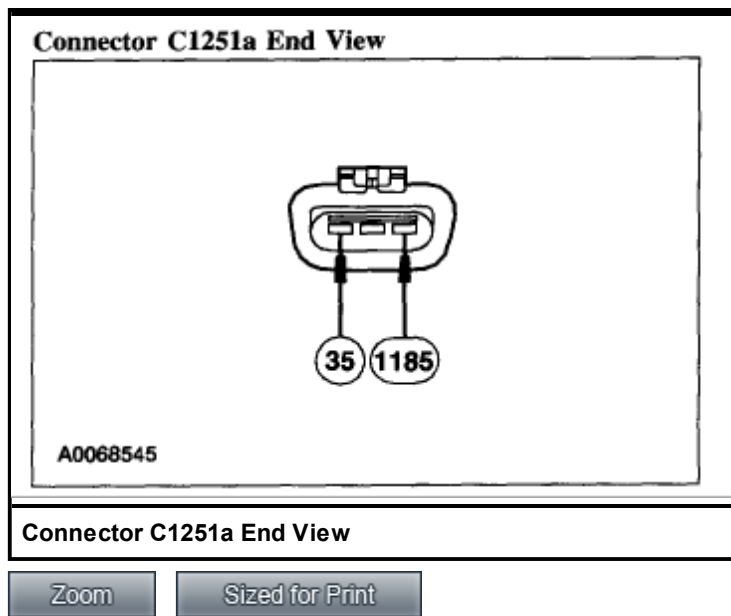 Connector C1251a End View
35 1185
A0068545
Connector C1251a End View
Zoom Sized for Print